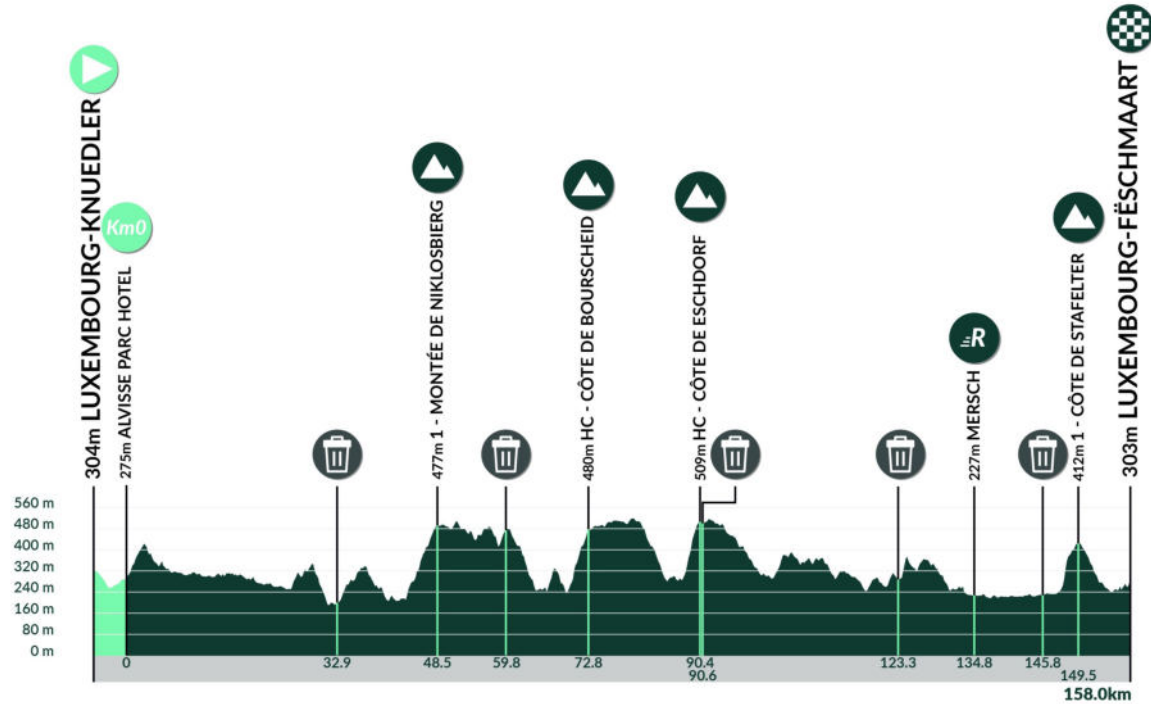 304m LUXEMBOURG-KNUEDLER
Km0
275m ALVISSE PARC HOTEL
477m 1 - MONTÉE DE NIKLOSBIERG
480m HC - CÔTE DE BOURSCHEID
509m HC - CÔTE DE ESCHDORF
R
227m MERSCH
412m 1 - CÔTE DE STAFELTER
303m LUXEMBOURG-FËSCHMAART
560 m
480 m
400 m
320 m
240 m
160 m
80 m
0 m
0
32.9
48.5
59.8
72.8
90.4
90.6
123.3
134.8
145.8
149.5
158.0km